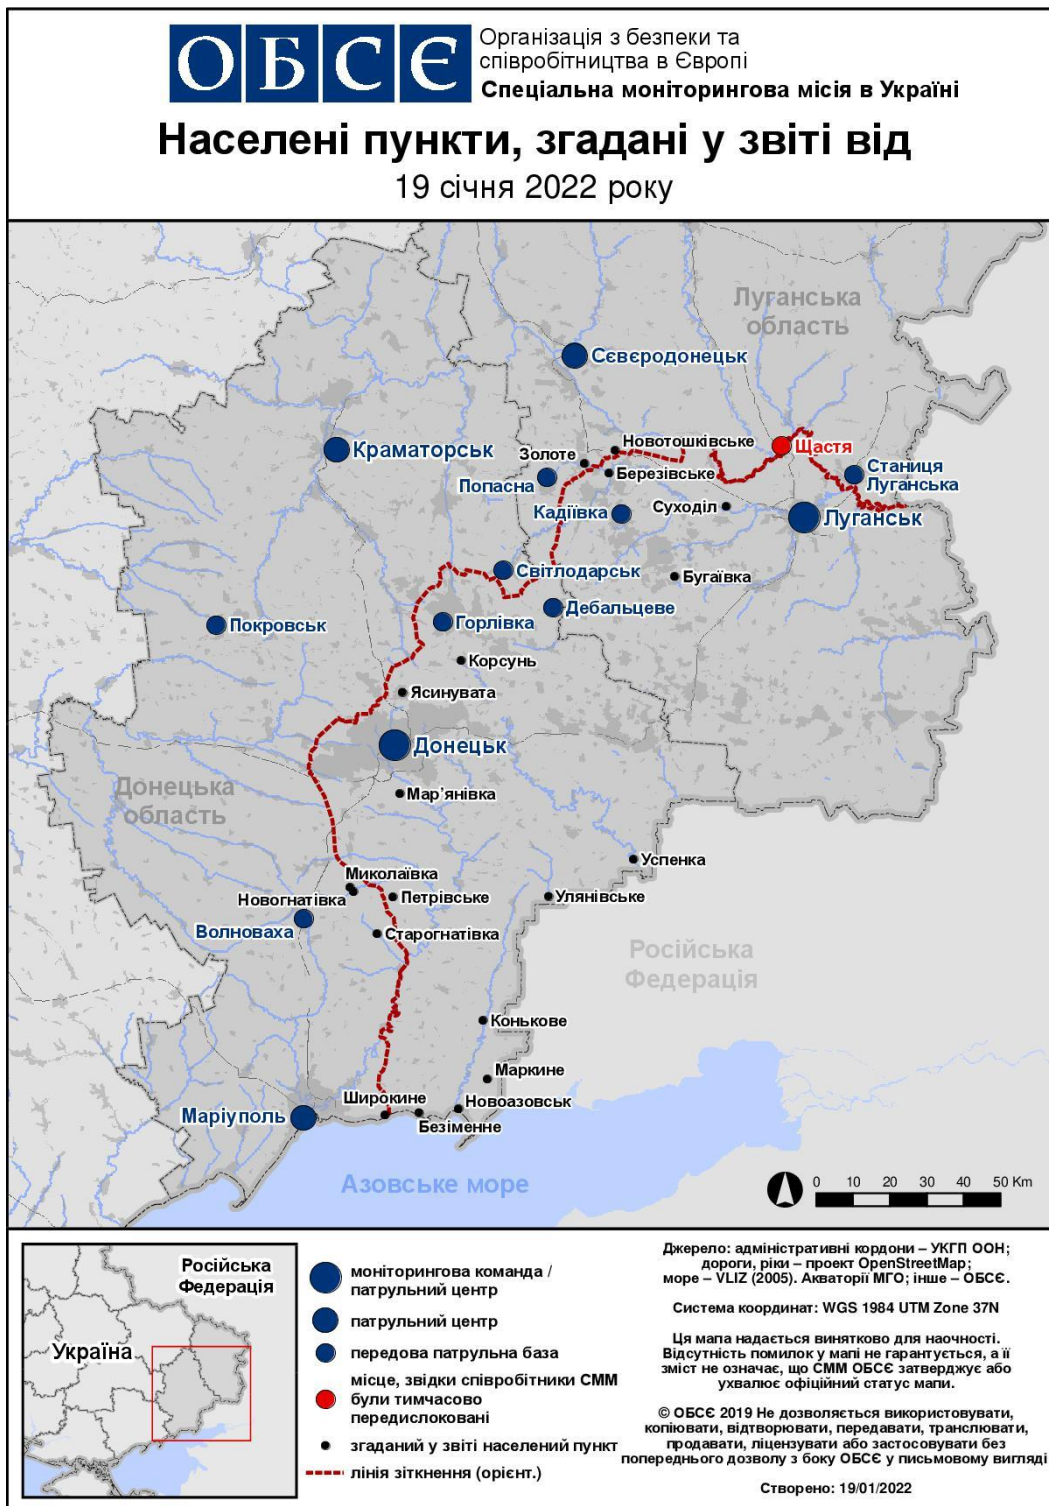 ОБСЄ
Організація з безпеки та
співробітництва в Європі
Спеціальна моніторингова місія в Україні
Населені пункти, згадані у звіті від
19 січня 2022 року
Луганська
область
Сєвєродонецьк
Краматорськ
Новотошківське
Щастя
Золоте
Попасна
Березівське
Станиця
Луганська
Кадіївка
Суходіл
Луганськ
Світлодарськ
Бугаївка
Дебальцеве
Покровськ
Горлівка
Корсунь
Ясинувата
Донецьк
Донецька
область
Мар'янівка
Успенка
Миколаївка
Новогнатівка
Петрівське
Улянівське
Волноваха
Старогнатівка
Російська
Федерація
Конькове
Маркине
Широкине
Новоазовськ
Маріуполь
Безіменне
Азовське море
0 10 20 30 40 50 Km
Російська
Федерація
Україна
моніторингова команда /
патрульний центр
патрульний центр
передова патрульна база
місце, звідки співробітники СММ
були тимчасово
передислоковані
згаданий у звіті населений пункт
лінія зіткнення (орієнт.)
Джерело: адміністративні кордони – УКГП ООН;
дороги, ріки – проект OpenStreetMap;
море – VLIZ (2005). Акваторії МГО; інше – ОБСЄ.
Система координат: WGS 1984 UTM Zone 37N
Ця мапа надається винятково для наочності.
Відсутність помилок у мапі не гарантується, а її
зміст не означає, що СММ ОБСЄ затверджує або
ухвалює офіційний статус мапи.
© ОБСЄ 2019 Не дозволяється використовувати,
копіювати, відтворювати, передавати, транслювати,
продавати, ліцензувати або застосовувати без
попереднього дозволу з боку ОБСЄ у письмовому вигляді
Створено: 19/01/2022